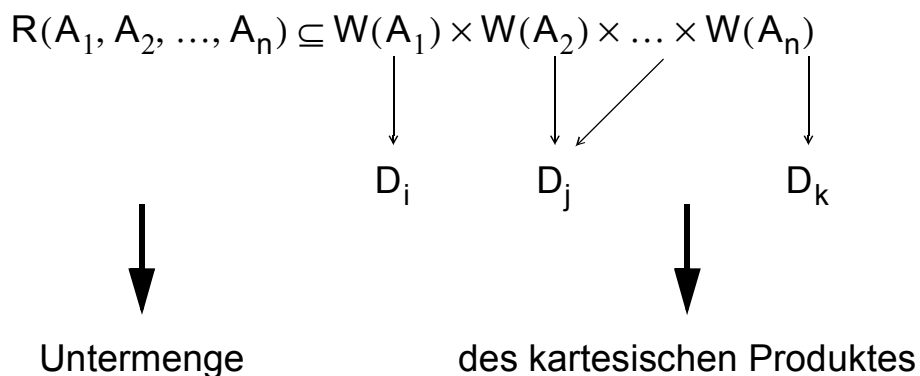 R(A₁, A₂, …, Aₙ) ⊆ W(A₁) × W(A₂) × … × W(Aₙ)
Dᵢ Dⱼ Dₖ
Untermenge des kartesischen Produktes